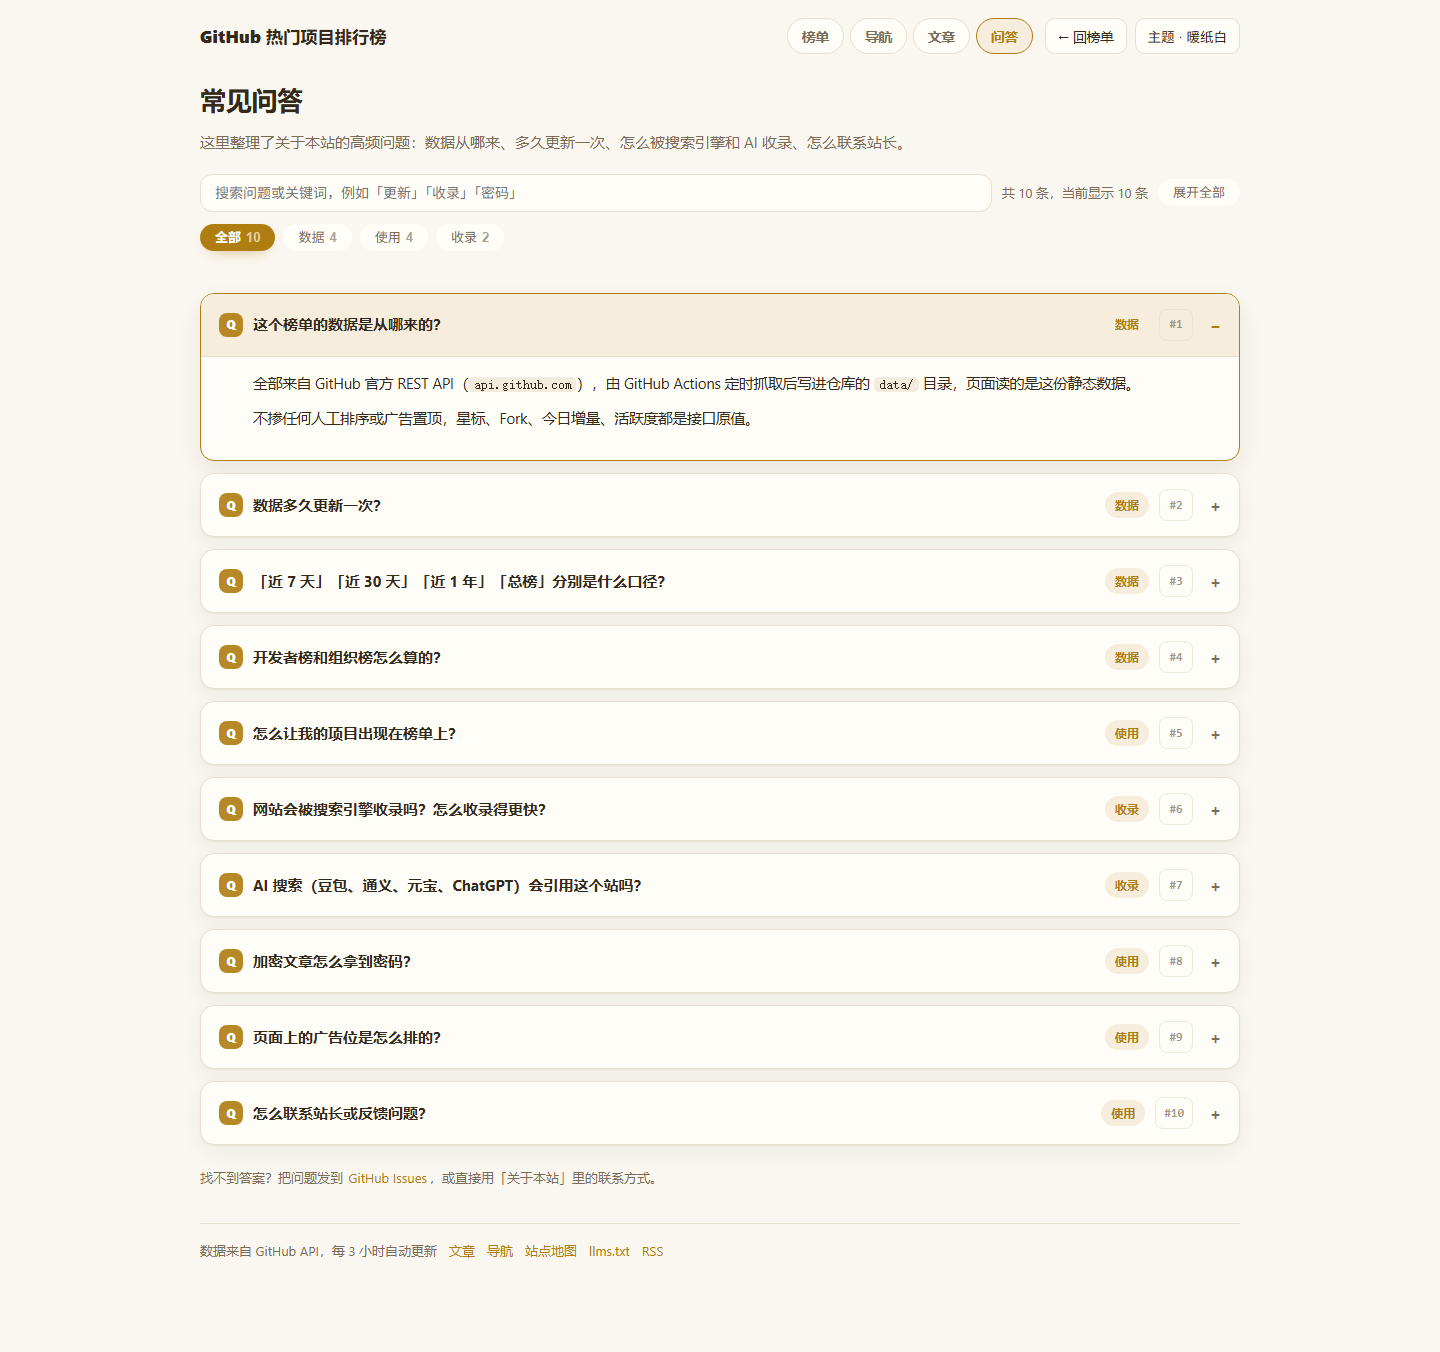 GitHub 热门项目排行榜
榜单 导航 文章 问答 ← 回榜单 主题 · 暖纸白
常见问答
这里整理了关于本站的高频问题：数据从哪来、多久更新一次、怎么被搜索引擎和 AI 收录、怎么联系站长。
搜索问题或关键词，例如「更新」「收录」「密码」
共 10 条，当前显示 10 条 展开全部
全部 10 数据 4 使用 4 收录 2
Q 这个榜单的数据是从哪来的？ 数据 #1 −
全部来自 GitHub 官方 REST API（api.github.com），由 GitHub Actions 定时抓取后写进仓库的 data/ 目录，页面读的是这份静态数据。
不掺任何人工排序或广告置顶，星标、Fork、今日增量、活跃度都是接口原值。
Q 数据多久更新一次？ 数据 #2 +
Q 「近 7 天」「近 30 天」「近 1 年」「总榜」分别是什么口径？ 数据 #3 +
Q 开发者榜和组织榜怎么算的？ 数据 #4 +
Q 怎么让我的项目出现在榜单上？ 使用 #5 +
Q 网站会被搜索引擎收录吗？怎么收录得更快？ 收录 #6 +
Q AI 搜索（豆包、通义、元宝、ChatGPT）会引用这个站吗？ 收录 #7 +
Q 加密文章怎么拿到密码？ 使用 #8 +
Q 页面上的广告位是怎么排的？ 使用 #9 +
Q 怎么联系站长或反馈问题？ 使用 #10 +
找不到答案？把问题发到 GitHub Issues，或直接用「关于本站」里的联系方式。
数据来自 GitHub API，每 3 小时自动更新 文章 导航 站点地图 llms.txt RSS